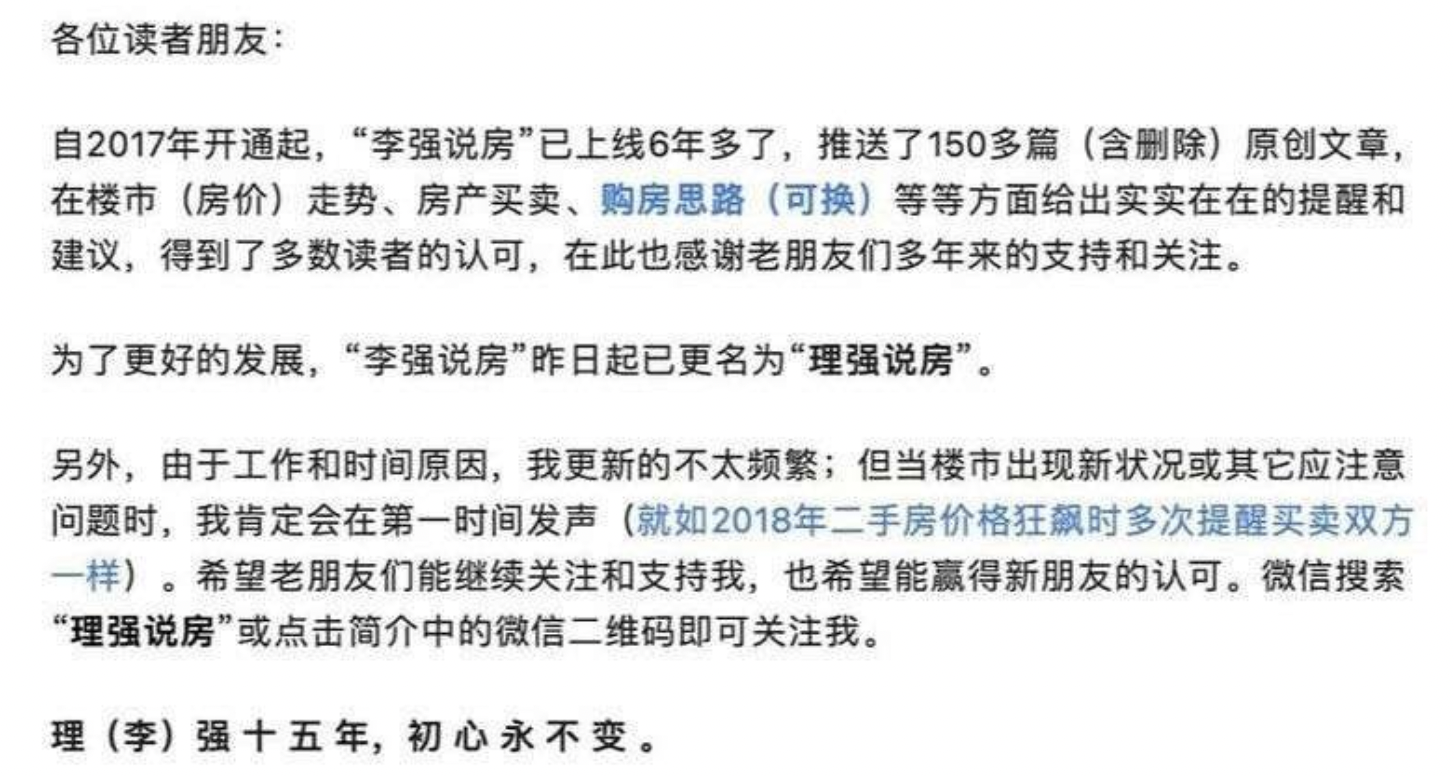 各位读者朋友：
自2017年开通起，“李强说房”已上线6年多了，推送了150多篇（含删除）原创文章，
在楼市（房价）走势、房产买卖、购房思路（可换）等等方面给出实实在在的提醒和
建议，得到了多数读者的认可，在此也感谢老朋友们多年来的支持和关注。
为了更好的发展，“李强说房”昨日起已更名为“理强说房”。
另外，由于工作和时间原因，我更新的不太频繁；但当楼市出现新状况或其它应注意
问题时，我肯定会在第一时间发声（就如2018年二手房价格狂飙时多次提醒买卖双方
一样）。希望老朋友们能继续关注和支持我，也希望能赢得新朋友的认可。微信搜索
“理强说房”或点击简介中的微信二维码即可关注我。
理（李）强 十 五 年, 初 心 永 不 变 。